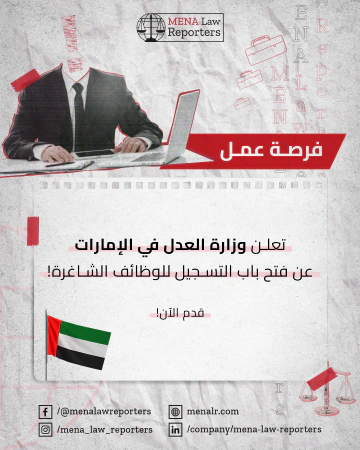 MENA Law
Reporters
فرصة عمل
تعلن وزارة العدل في الإمارات
عن فتح باب التسجيل للوظائف الشاغرة!
قدم الآن!
/@menalawreporters
menalr.com
/mena_law_reporters
/company/mena-law-reporters